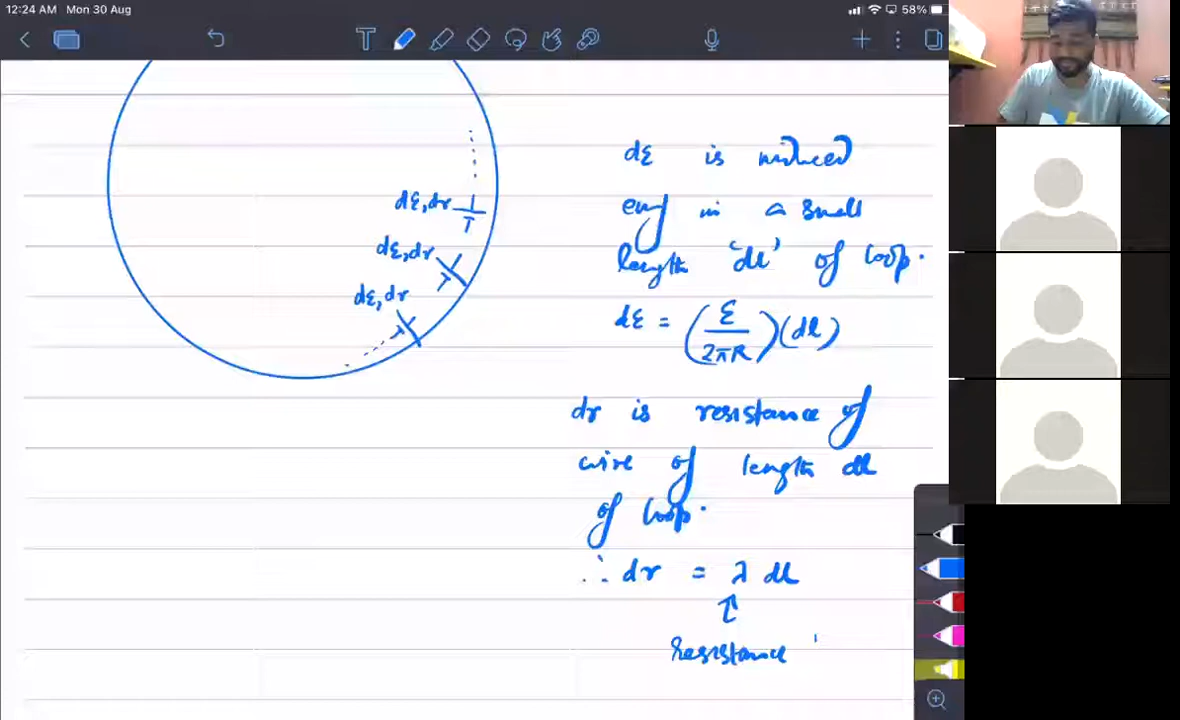 12:24 AM Mon 30 Aug
58%
T
dε is induced
dε,dr
emf in a small
dε,dr
length 'dl' of loop.
dε,dr
dε = (ε/2πR)(dl)
dr is resistance of
wire of length dl
of loop.
∴ dr = λ dl
↑
Resistance